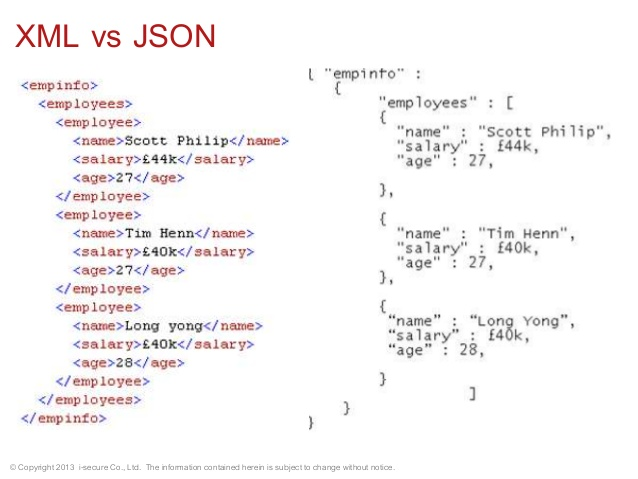 XML vs JSON
<empinfo>
<employees>
<employee>
<name>Scott Philip</name>
<salary>£44k</salary>
<age>27</age>
</employee>
<employee>
<name>Tim Henn</name>
<salary>£40k</salary>
<age>27</age>
</employee>
<employee>
<name>Long yong</name>
<salary>£40k</salary>
<age>28</age>
</employee>
</employees>
</empinfo>
{ "empinfo" :
{
"employees" : [
{
"name" : "Scott Philip",
"salary" : £44k,
"age" : 27,
},
{
"name" : "Tim Henn",
"salary" : £40k,
"age" : 27,
},
{
"name" : "Long Yong",
"salary" : £40k,
"age" : 28,
}
]
}
}
© Copyright 2013 i-secure Co., Ltd. The information contained herein is subject to change without notice.